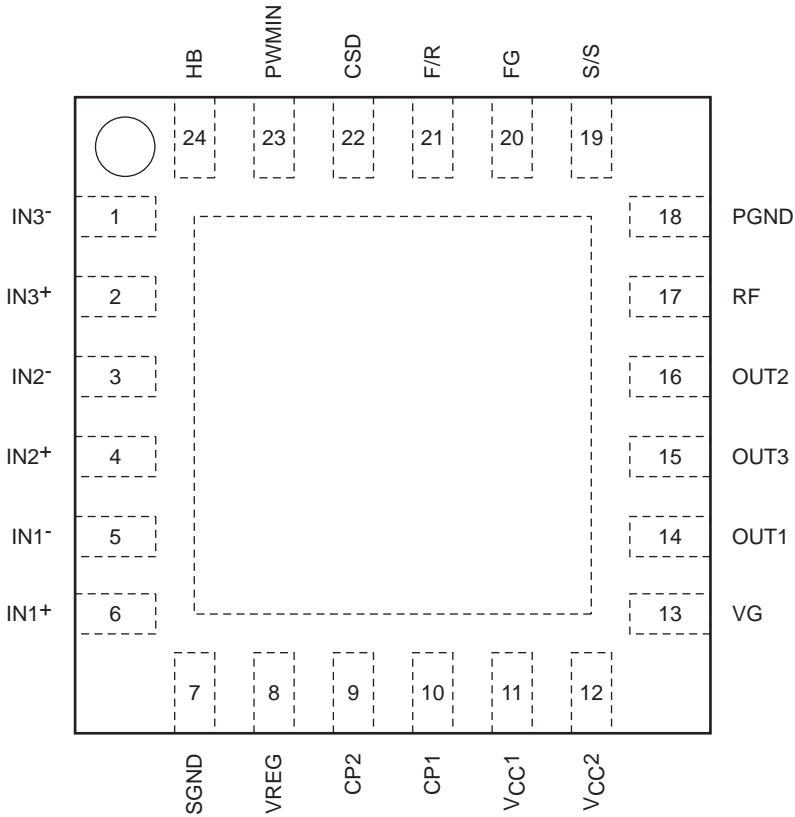 HB PWMIN CSD F/R FG S/S
24 23 22 21 20 19
IN3- 1 18 PGND
IN3+ 2 17 RF
IN2- 3 16 OUT2
IN2+ 4 15 OUT3
IN1- 5 14 OUT1
IN1+ 6 13 VG
7 8 9 10 11 12
SGND VREG CP2 CP1 VCC1 VCC2